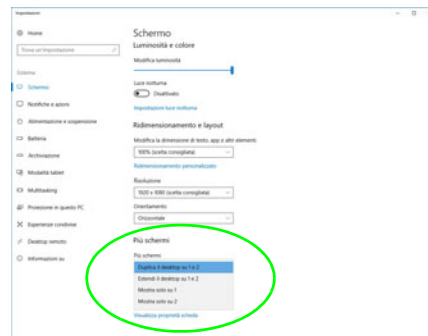 Impostazioni
Home
Trova un'impostazione
Sistema
Schermo
Notifiche e azioni
Alimentazione e sospensione
Batteria
Archiviazione
Modalità tablet
Multitasking
Proiezione in questo PC
Esperienze condivise
Desktop remoto
Informazioni su
Schermo
Luminosità e colore
Modifica luminosità
Luce notturna
Disattivato
Impostazioni luce notturna
Ridimensionamento e layout
Modifica la dimensione di testo, app e altri elementi
100% (scelta consigliata)
Ridimensionamento personalizzato
Risoluzione
1920 x 1080 (scelta consigliata)
Orientamento
Orizzontale
Più schermi
Più schermi
Duplica il desktop su 1 e 2
Estendi il desktop su 1 e 2
Mostra solo su 1
Mostra solo su 2
Visualizza proprietà scheda